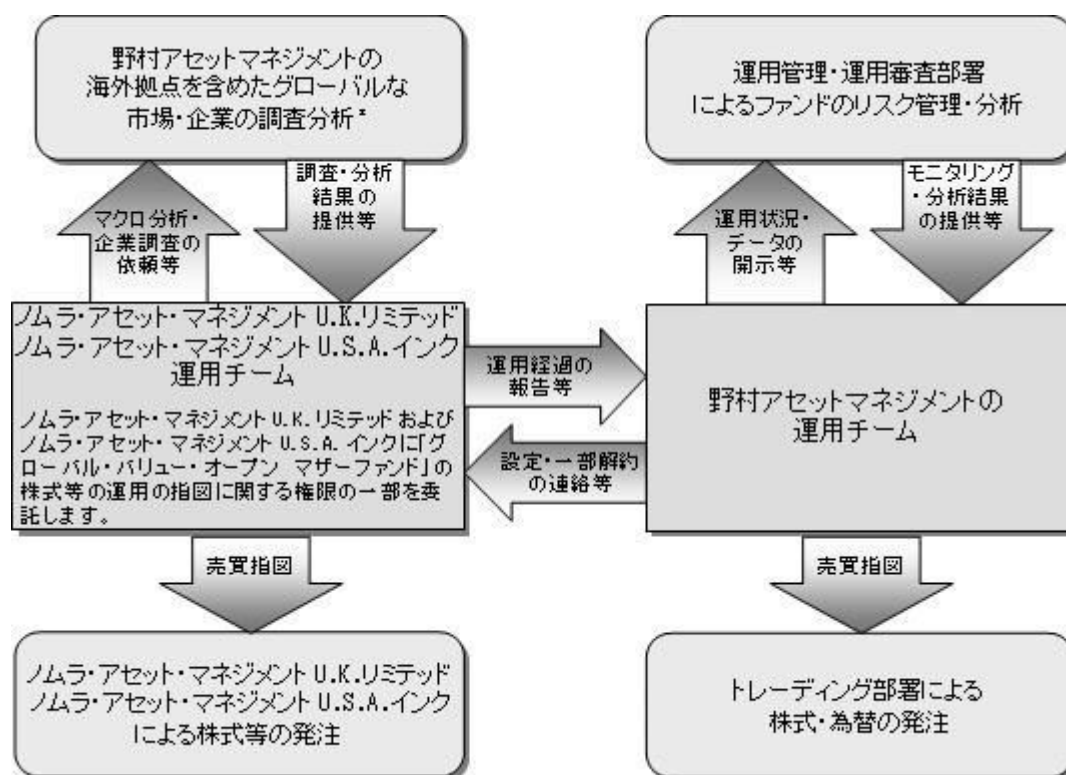 野村アセットマネジメントの
海外拠点を含めたグローバルな
市場・企業の調査分析*
運用管理・運用審査部署
によるファンドのリスク管理・分析
マクロ分析・
企業調査の
依頼等
調査・分析
結果の
提供等
運用状況・
データの
開示等
モニタリング
・分析結果
の提供等
ノムラ・アセット・マネジメント U.K.リミテッド
ノムラ・アセット・マネジメント U.S.A.インク
運用チーム
ノムラ・アセット・マネジメント U.K. リミテッド および
ノムラ・アセット・マネジメント U.S.A. インクに「グ
ローバル・バリュー・オープン マザーファンド」の
株式等の運用の指図に関する権限の一部を委
託します。
運用経過の
報告等
設定・一部解約
の連絡等
野村アセットマネジメントの
運用チーム
売買指図
売買指図
ノムラ・アセット・マネジメント U.K.リミテッド
ノムラ・アセット・マネジメント U.S.A.インク
による株式等の発注
トレーディング部署による
株式・為替の発注